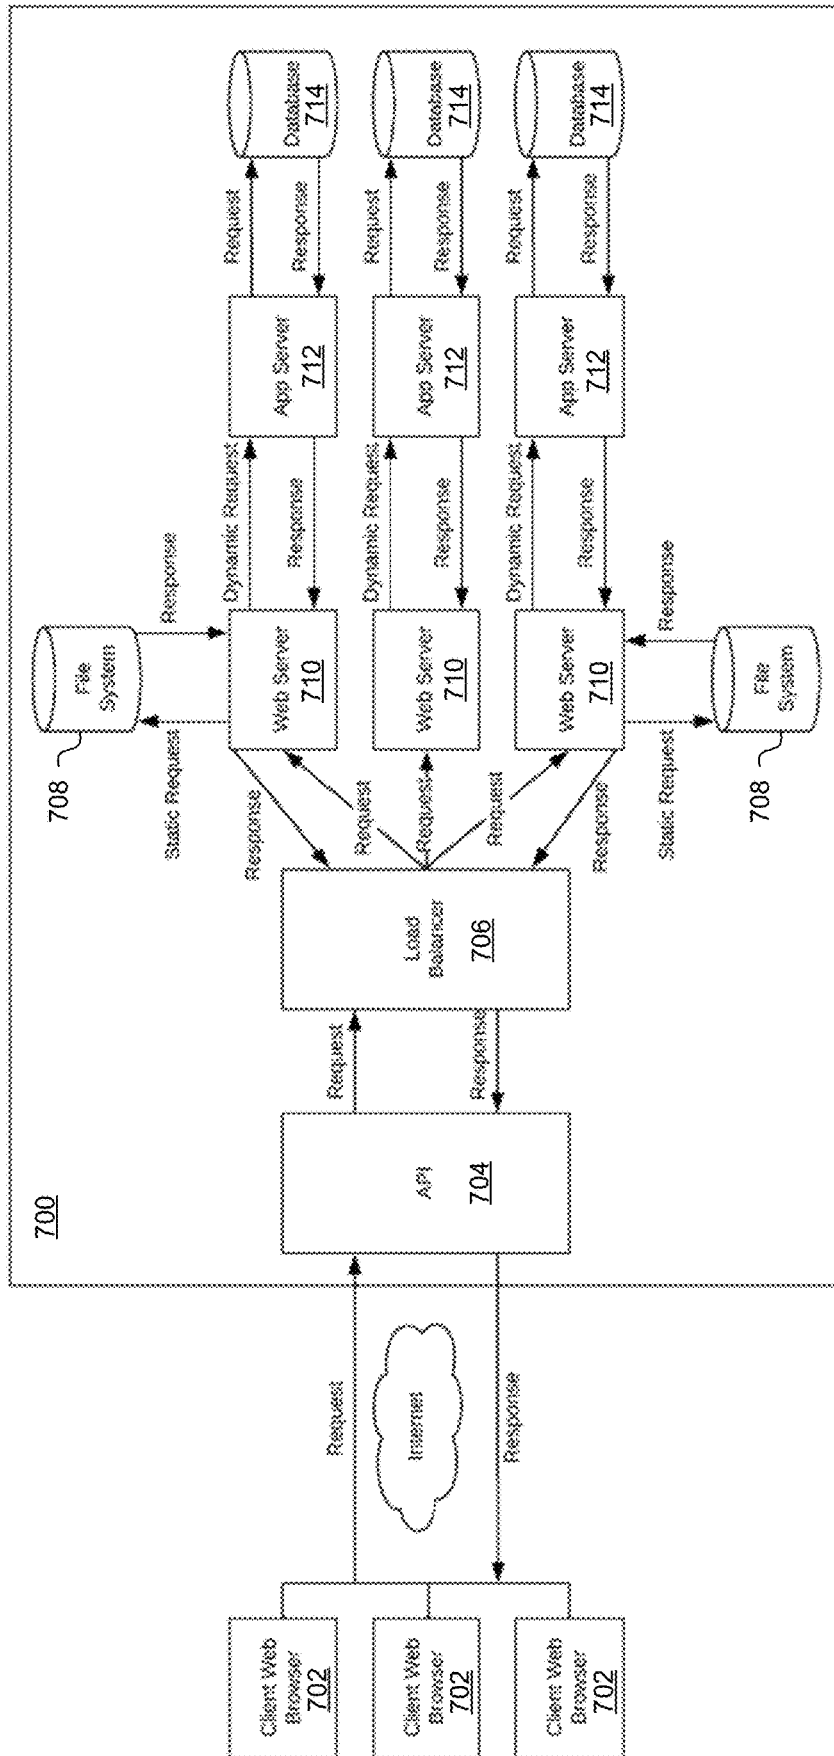 700
Client Web
Browser
702
Client Web
Browser
702
Client Web
Browser
702
Request
Internet
Response
API
704
Request
Response
Load
Balancer
706
Response
Request
Request
Request
Response
708
Static Request
File
System
Response
Web Server
710
Web Server
710
Web Server
710
Static Request
708
File
System
Response
Dynamic Request
Response
Dynamic Request
Response
Dynamic Request
Response
App Server
712
App Server
712
App Server
712
Request
Response
Request
Response
Request
Response
Database
714
Database
714
Database
714